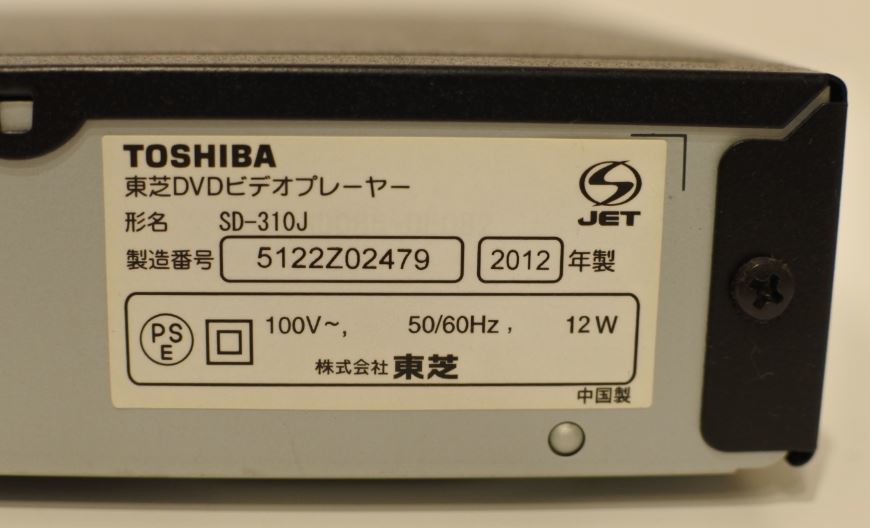 TOSHIBA
東芝DVDビデオプレーヤー
JET
形名 SD-310J
製造番号 5122Z02479 2012 年製
PS
E
100V~, 50/60Hz, 12W
株式会社 東芝
中国製